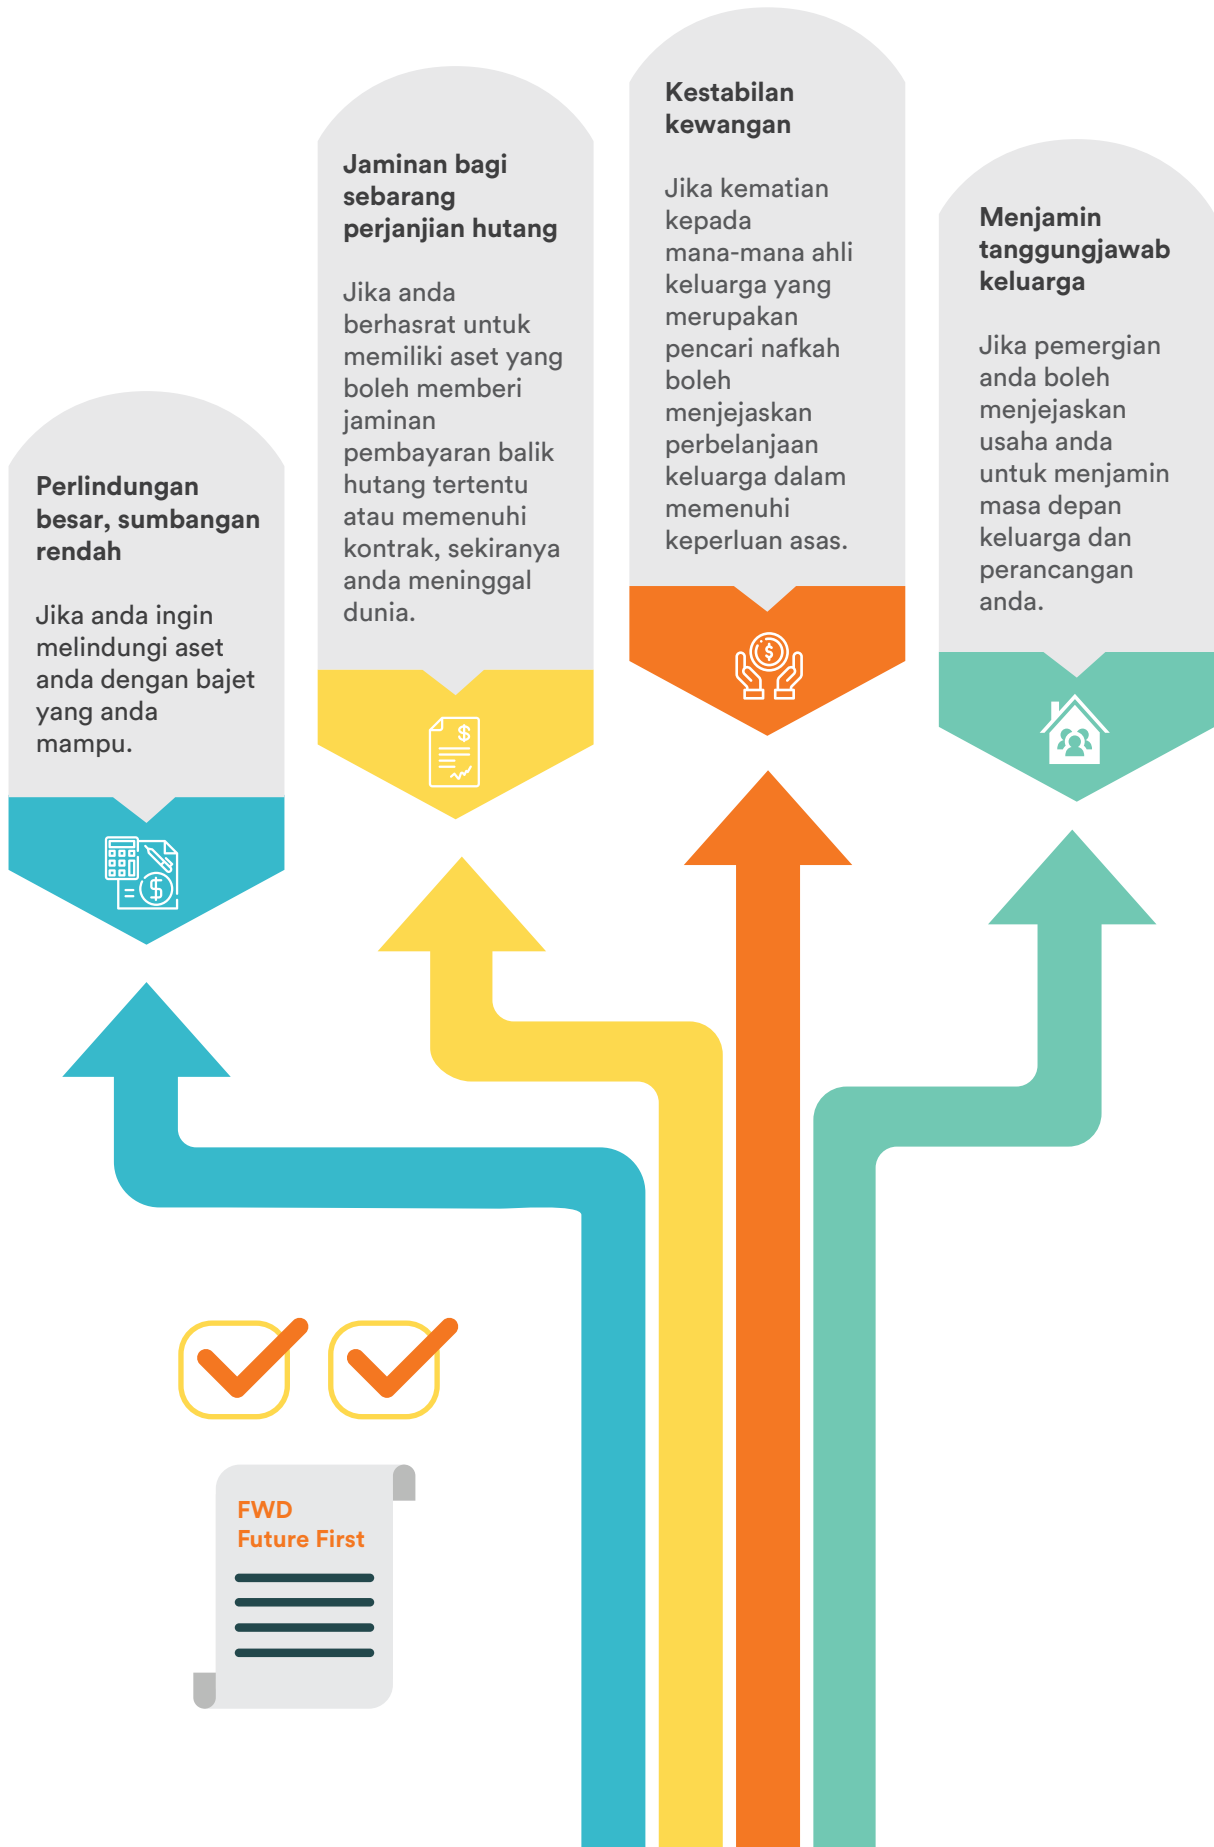 Perlindungan
besar, sumbangan
rendah
Jika anda ingin
melindungi aset
anda dengan bajet
yang anda
mampu.
Jaminan bagi
sebarang
perjanjian hutang
Jika anda
berhasrat untuk
memiliki aset yang
boleh memberi
jaminan
pembayaran balik
hutang tertentu
atau memenuhi
kontrak, sekiranya
anda meninggal
dunia.
Kestabilan
kewangan
Jika kematian
kepada
mana-mana ahli
keluarga yang
merupakan
pencari nafkah
boleh
menjejaskan
perbelanjaan
keluarga dalam
memenuhi
keperluan asas.
Menjamin
tanggungjawab
keluarga
Jika pemergian
anda boleh
menjejaskan
usaha anda
untuk menjamin
masa depan
keluarga dan
perancangan
anda.
FWD
Future First